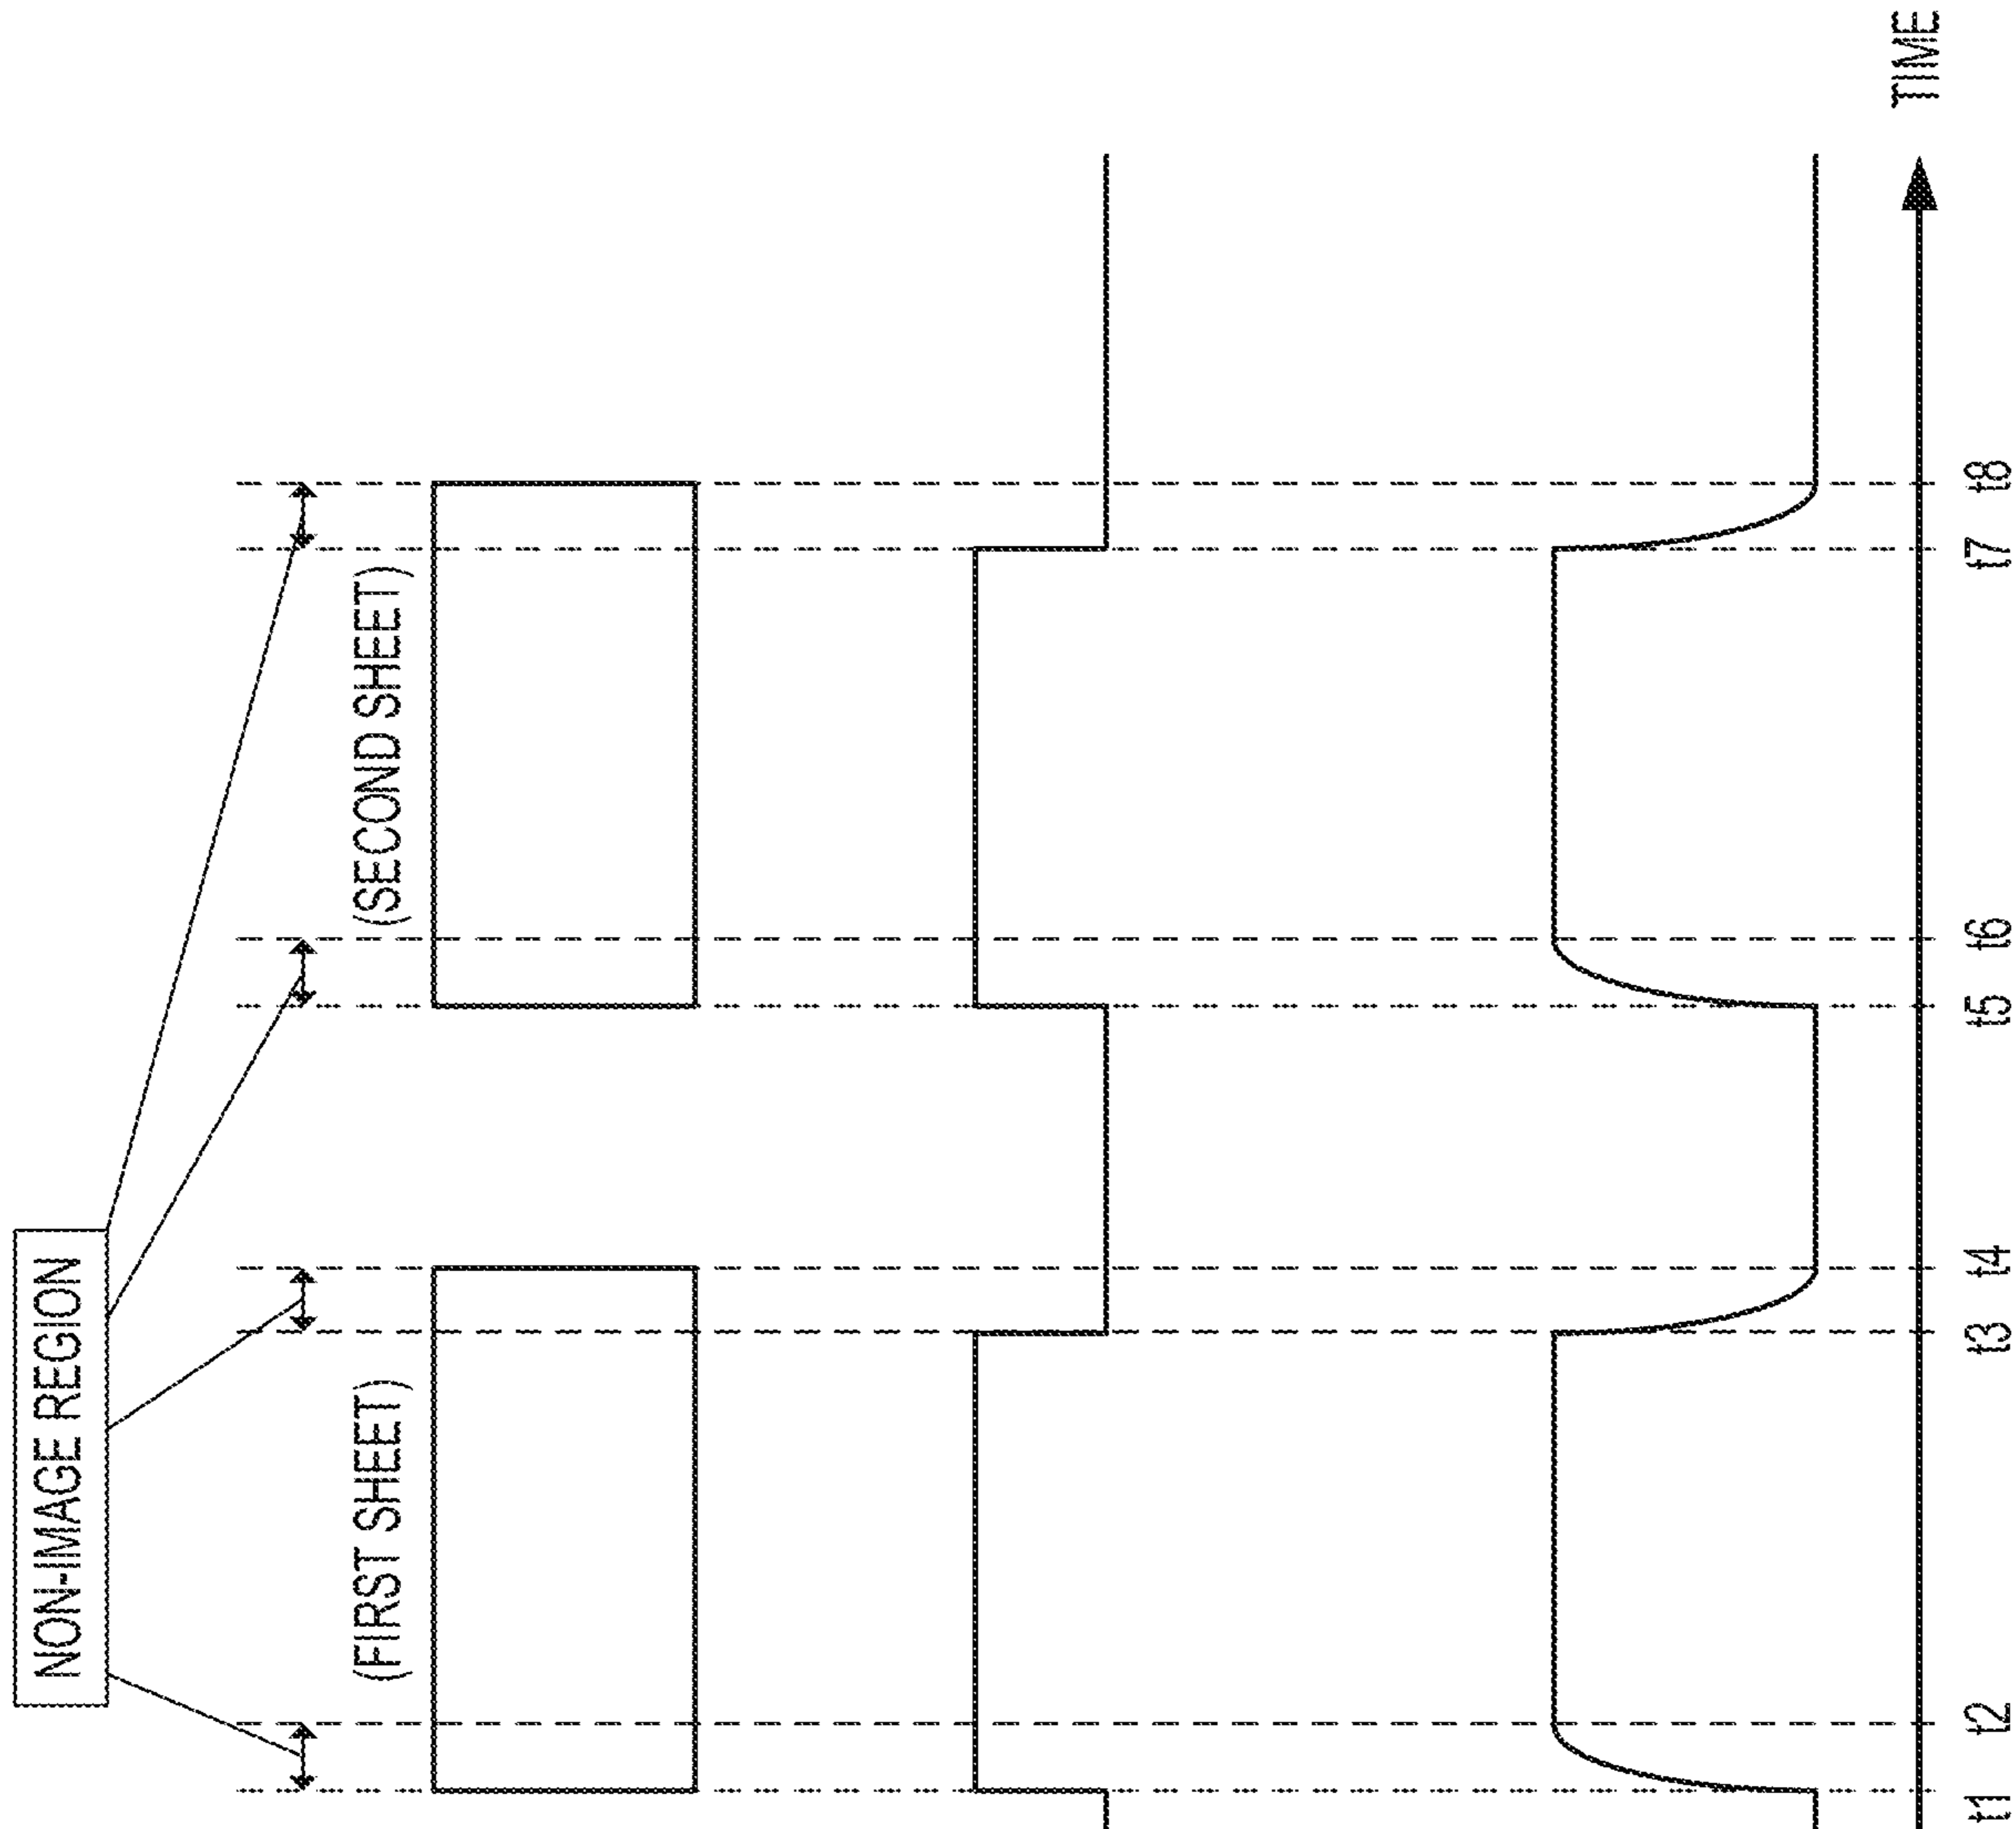 NON-IMAGE REGION
(FIRST SHEET)
(SECOND SHEET)
t1
t2
t3
t4
t5
t6
t7
t8
TIME